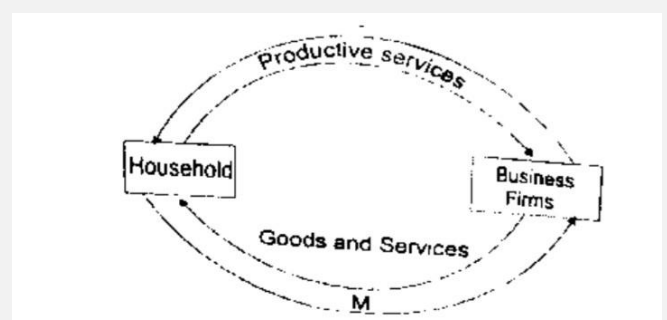 Productive services
Household
Business
Firms
Goods and Services
M